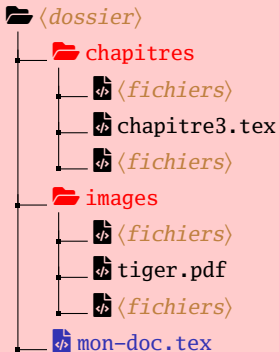 ⟨dossier⟩
chapitres
⟨fichiers⟩
chapitre3.tex
⟨fichiers⟩
images
⟨fichiers⟩
tiger.pdf
⟨fichiers⟩
mon-doc.tex